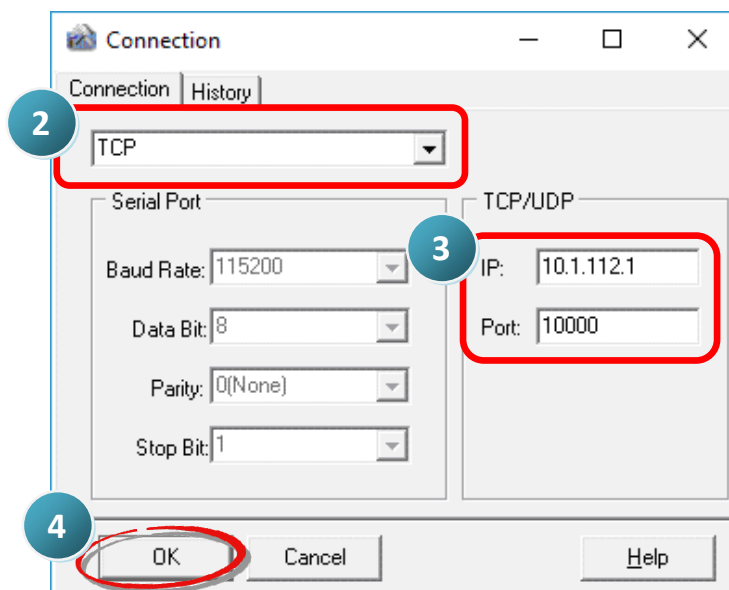 Connection
Connection History
2
TCP
Serial Port
Baud Rate: 115200
Data Bit: 8
Parity: 0(None)
Stop Bit: 1
TCP/UDP
3
IP: 10.1.112.1
Port: 10000
4
OK Cancel Help